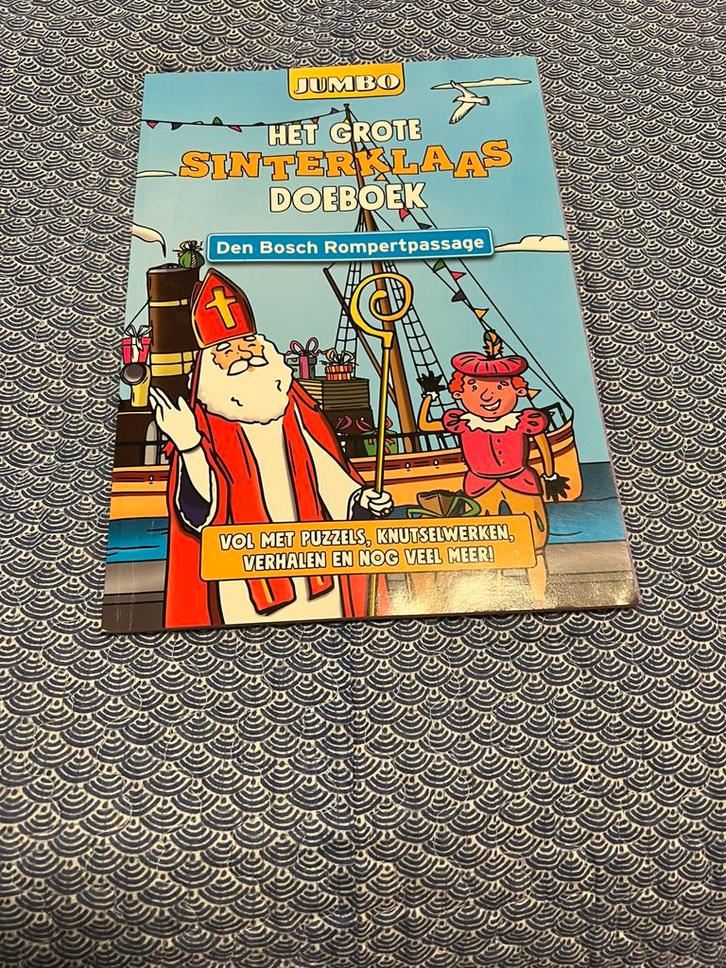 JUMBO
HET GROTE
SINTERKLAAS
DOEBOEK
Den Bosch Rompertpassage
VOL MET PUZZELS, KNUTSELWERKEN,
VERHALEN EN NOG VEEL MEER!